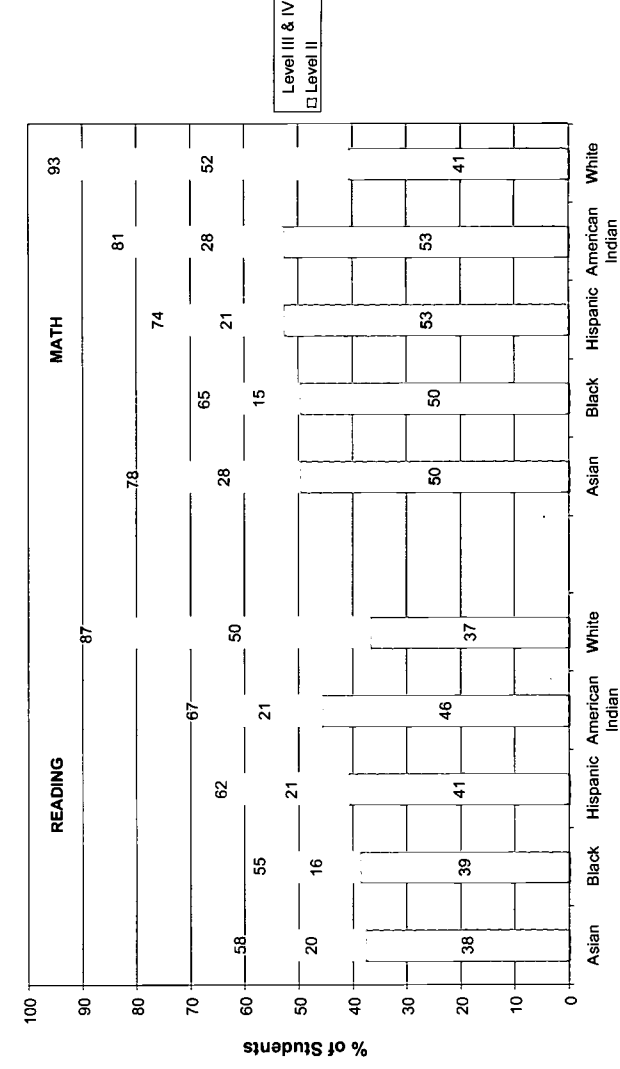 READING
MATH
% of Students
100
90
80
70
60
50
40
30
20
10
0
58
20
38
55
16
39
62
21
41
67
21
46
87
50
37
78
28
50
65
15
50
74
21
53
81
28
53
93
52
41
Asian
Black
Hispanic
American
Indian
White
Asian
Black
Hispanic
American
Indian
White
Level III & IV
Level II